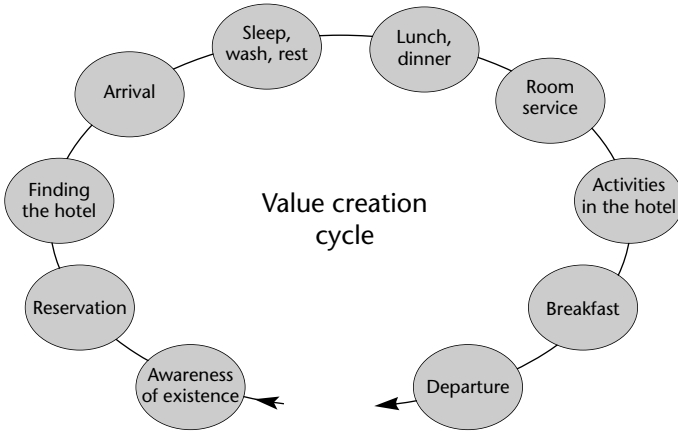 Sleep,
wash, rest
Lunch,
dinner
Arrival
Room
service
Finding
the hotel
Value creation
cycle
Activities
in the hotel
Reservation
Breakfast
Awareness
of existence
Departure